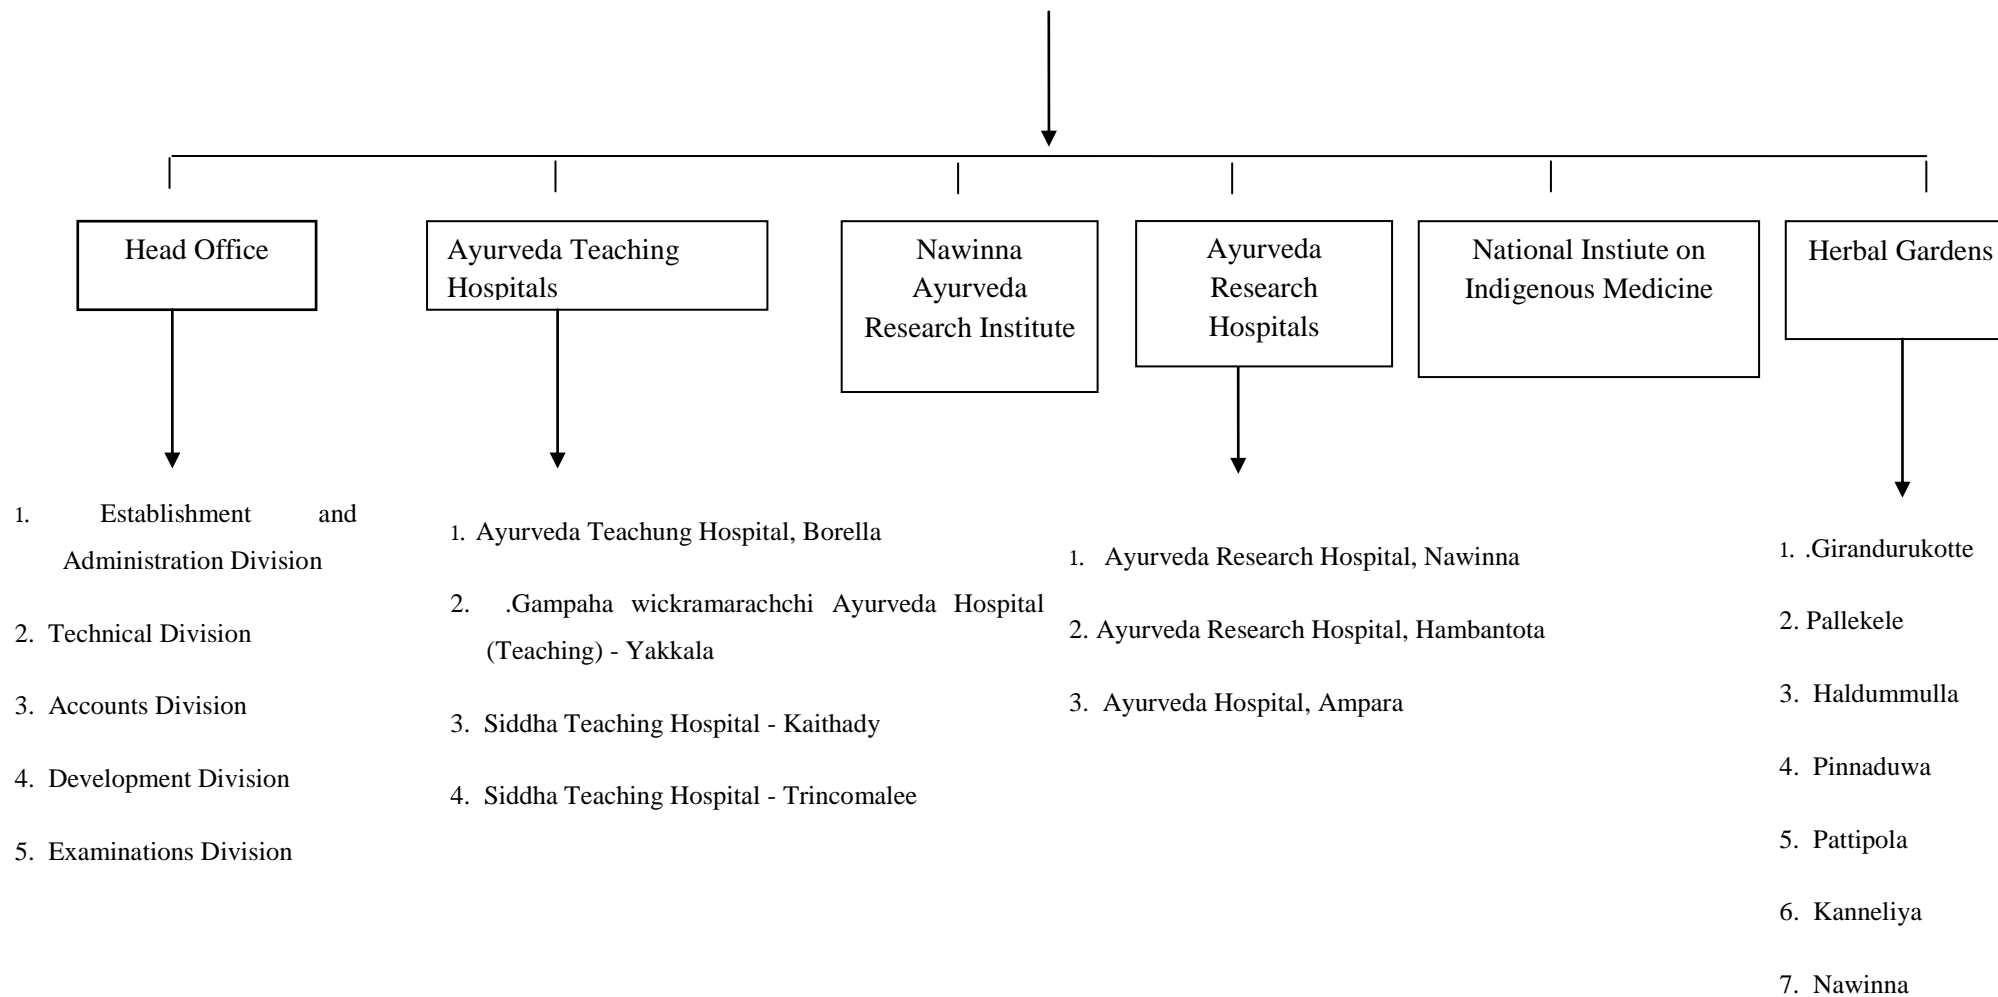 Head Office
Ayurveda Teaching
Hospitals
Nawinna
Ayurveda
Research Institute
Ayurveda
Research
Hospitals
National Instiute on
Indigenous Medicine
Herbal Gardens
1. Establishment and
Administration Division
2. Technical Division
3. Accounts Division
4. Development Division
5. Examinations Division
1. Ayurveda Teachung Hospital, Borella
2. .Gampaha wickramarachchi Ayurveda Hospital
(Teaching) - Yakkala
3. Siddha Teaching Hospital - Kaithady
4. Siddha Teaching Hospital - Trincomalee
1. Ayurveda Research Hospital, Nawinna
2. Ayurveda Research Hospital, Hambantota
3. Ayurveda Hospital, Ampara
1. .Girandurukotte
2. Pallekele
3. Haldummulla
4. Pinnaduwa
5. Pattipola
6. Kanneliya
7. Nawinna